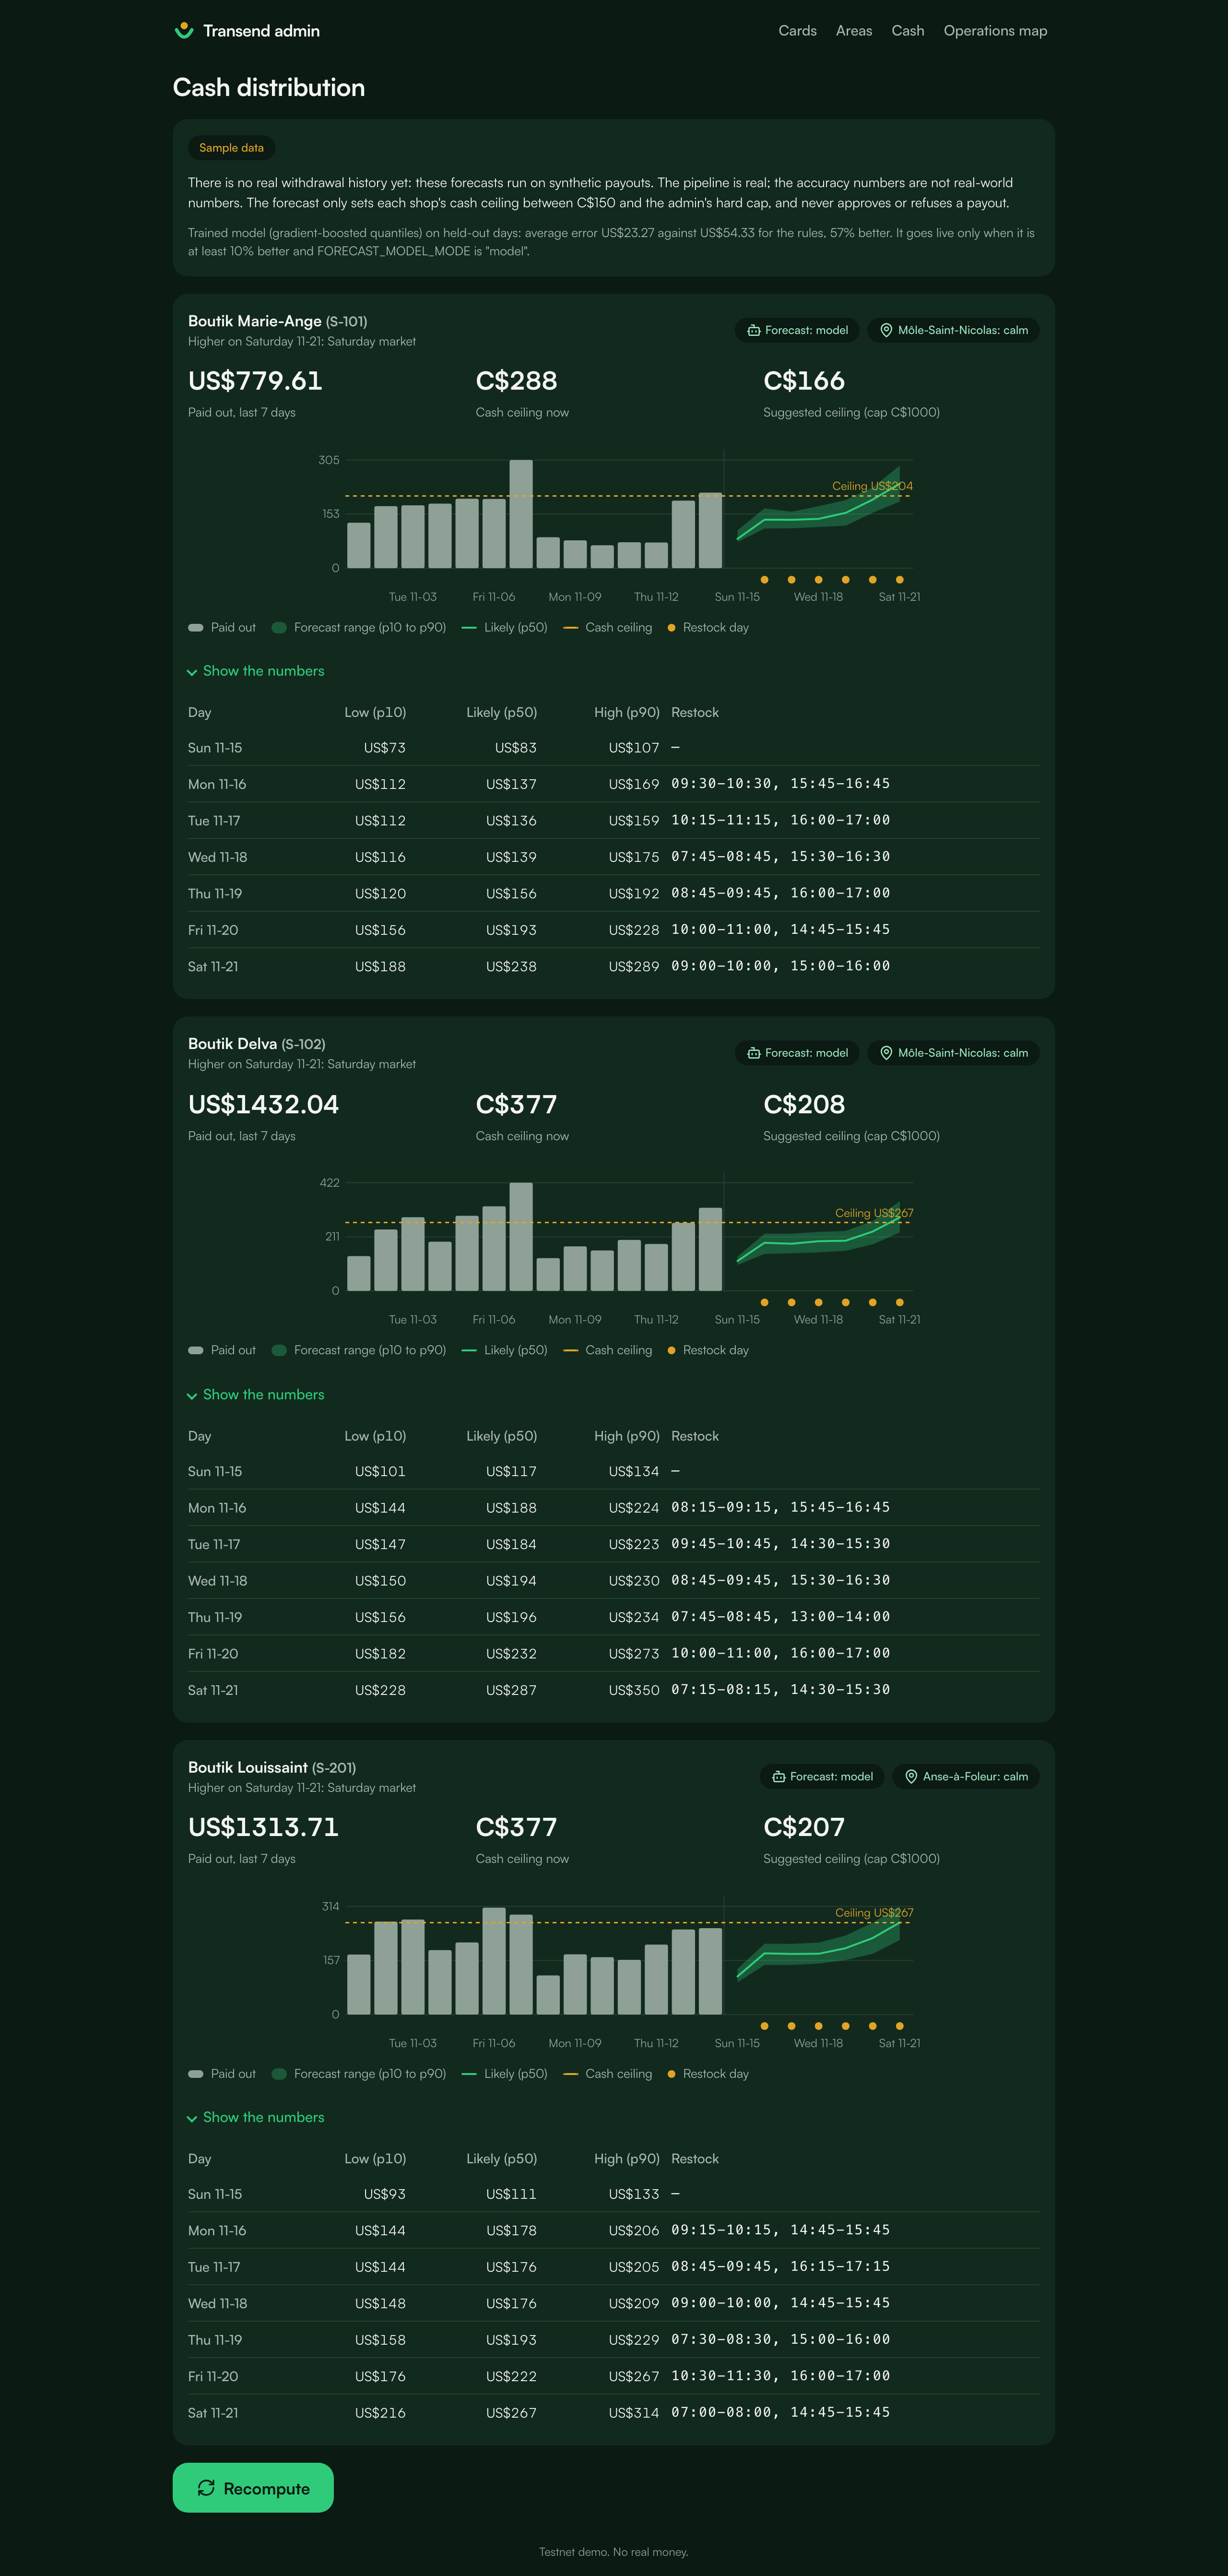 Transend admin
Cards Areas Cash Operations map
Cash distribution
Sample data
There is no real withdrawal history yet: these forecasts run on synthetic payouts. The pipeline is real; the accuracy numbers are not real-world
numbers. The forecast only sets each shop's cash ceiling between C$150 and the admin's hard cap, and never approves or refuses a payout.
Trained model (gradient-boosted quantiles) on held-out days: average error US$23.27 against US$54.33 for the rules, 57% better. It goes live only when it is
at least 10% better and FORECAST_MODEL_MODE is "model".
Boutik Marie-Ange (S-101)
Higher on Saturday 11-21: Saturday market
Forecast: model
Môle-Saint-Nicolas: calm
US$779.61 C$288 C$166
Paid out, last 7 days Cash ceiling now Suggested ceiling (cap C$1000)
305
Ceiling US$204
153
0
Tue 11-03 Fri 11-06 Mon 11-09 Thu 11-12 Sun 11-15 Wed 11-18 Sat 11-21
Paid out Forecast range (p10 to p90) Likely (p50) Cash ceiling Restock day
Show the numbers
Day Low (p10) Likely (p50) High (p90) Restock
Sun 11-15 US$73 US$83 US$107 –
Mon 11-16 US$112 US$137 US$169 09:30–10:30, 15:45–16:45
Tue 11-17 US$112 US$136 US$159 10:15–11:15, 16:00–17:00
Wed 11-18 US$116 US$139 US$175 07:45–08:45, 15:30–16:30
Thu 11-19 US$120 US$156 US$192 08:45–09:45, 16:00–17:00
Fri 11-20 US$156 US$193 US$228 10:00–11:00, 14:45–15:45
Sat 11-21 US$188 US$238 US$289 09:00–10:00, 15:00–16:00
Boutik Delva (S-102)
Higher on Saturday 11-21: Saturday market
Forecast: model
Môle-Saint-Nicolas: calm
US$1432.04 C$377 C$208
Paid out, last 7 days Cash ceiling now Suggested ceiling (cap C$1000)
422
Ceiling US$267
211
0
Tue 11-03 Fri 11-06 Mon 11-09 Thu 11-12 Sun 11-15 Wed 11-18 Sat 11-21
Paid out Forecast range (p10 to p90) Likely (p50) Cash ceiling Restock day
Show the numbers
Day Low (p10) Likely (p50) High (p90) Restock
Sun 11-15 US$101 US$117 US$134 –
Mon 11-16 US$144 US$188 US$224 08:15–09:15, 15:45–16:45
Tue 11-17 US$147 US$184 US$223 09:45–10:45, 14:30–15:30
Wed 11-18 US$150 US$194 US$230 08:45–09:45, 15:30–16:30
Thu 11-19 US$156 US$196 US$234 07:45–08:45, 13:00–14:00
Fri 11-20 US$182 US$232 US$273 10:00–11:00, 16:00–17:00
Sat 11-21 US$228 US$287 US$350 07:15–08:15, 14:30–15:30
Boutik Louissaint (S-201)
Higher on Saturday 11-21: Saturday market
Forecast: model
Anse-à-Foleur: calm
US$1313.71 C$377 C$207
Paid out, last 7 days Cash ceiling now Suggested ceiling (cap C$1000)
314
Ceiling US$267
157
0
Tue 11-03 Fri 11-06 Mon 11-09 Thu 11-12 Sun 11-15 Wed 11-18 Sat 11-21
Paid out Forecast range (p10 to p90) Likely (p50) Cash ceiling Restock day
Show the numbers
Day Low (p10) Likely (p50) High (p90) Restock
Sun 11-15 US$93 US$111 US$133 –
Mon 11-16 US$144 US$178 US$206 09:15–10:15, 14:45–15:45
Tue 11-17 US$144 US$176 US$205 08:45–09:45, 16:15–17:15
Wed 11-18 US$148 US$176 US$209 09:00–10:00, 14:45–15:45
Thu 11-19 US$158 US$193 US$229 07:30–08:30, 15:00–16:00
Fri 11-20 US$176 US$222 US$267 10:30–11:30, 16:00–17:00
Sat 11-21 US$216 US$267 US$314 07:00–08:00, 14:45–15:45
Recompute
Testnet demo. No real money.